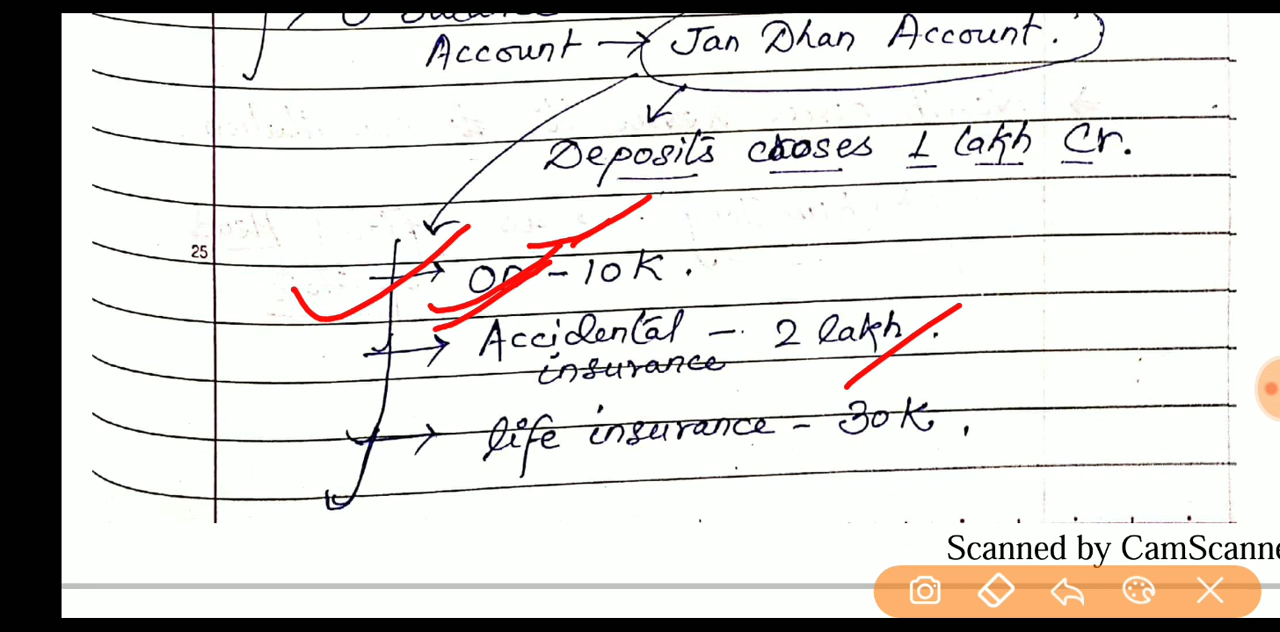 Account → Jan Dhan Account.
Deposits crosses 1 lakh Cr.
25
→ OD - 10K.
→ Accidental - 2 lakh.
insurance
→ life insurance - 30K.
Scanned by CamScanne